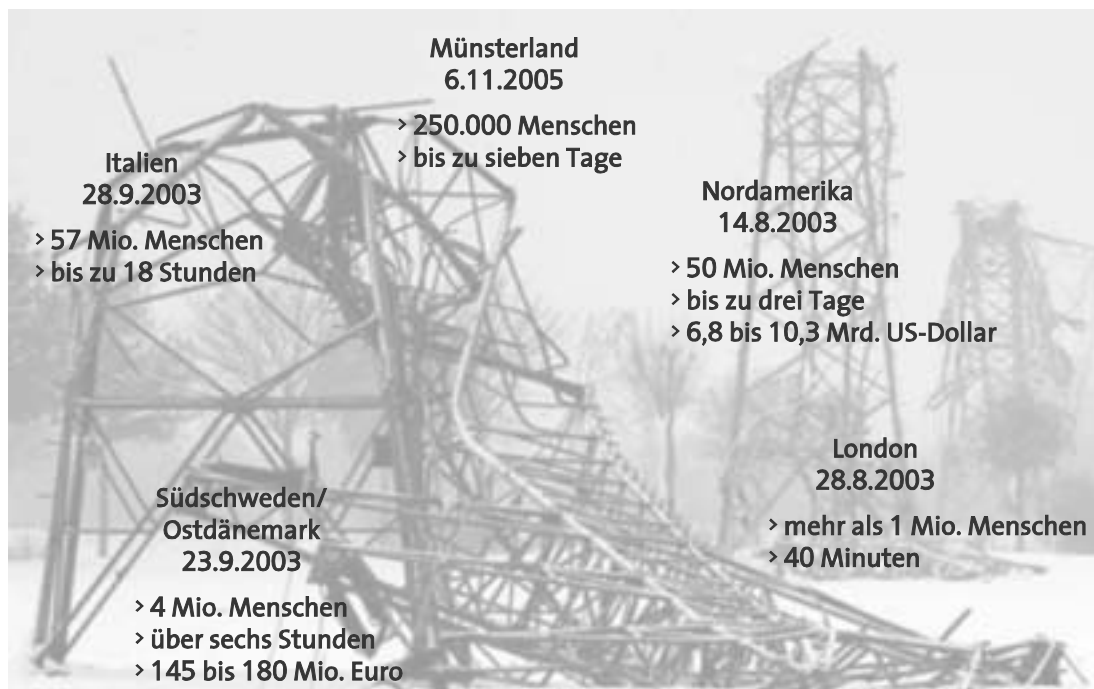 Münsterland
6.11.2005
> 250.000 Menschen
> bis zu sieben Tage
Italien
28.9.2003
> 57 Mio. Menschen
> bis zu 18 Stunden
Nordamerika
14.8.2003
> 50 Mio. Menschen
> bis zu drei Tage
> 6,8 bis 10,3 Mrd. US-Dollar
London
28.8.2003
> mehr als 1 Mio. Menschen
> 40 Minuten
Südschweden/
Ostdänemark
23.9.2003
> 4 Mio. Menschen
> über sechs Stunden
> 145 bis 180 Mio. Euro